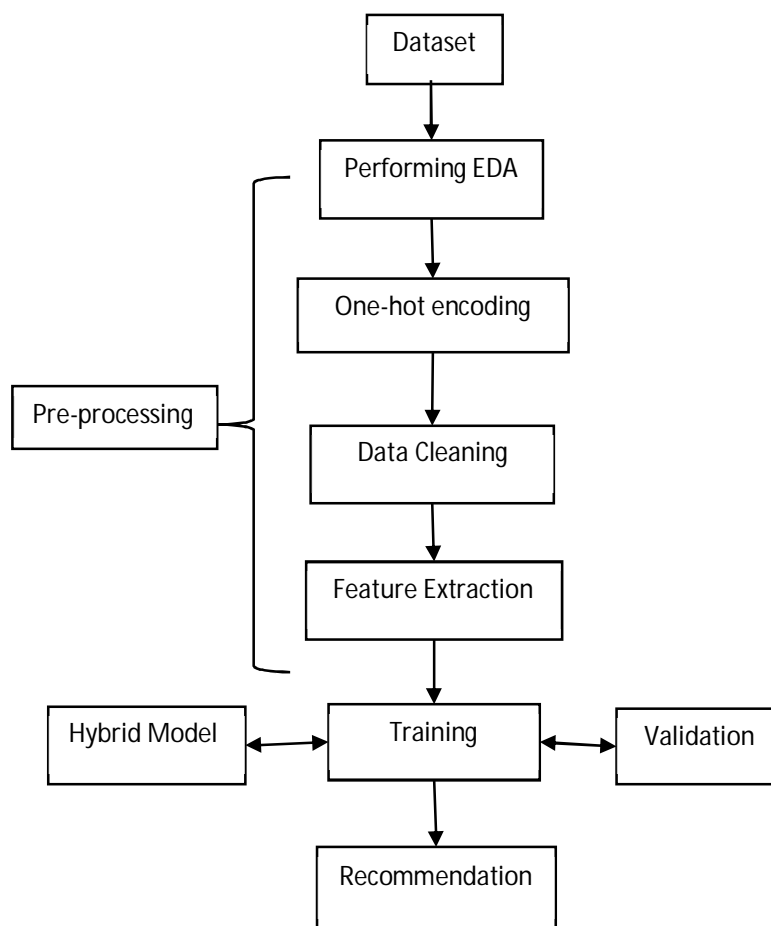 Dataset
Performing EDA
One-hot encoding
Pre-processing
Data Cleaning
Feature Extraction
Hybrid Model
Training
Validation
Recommendation